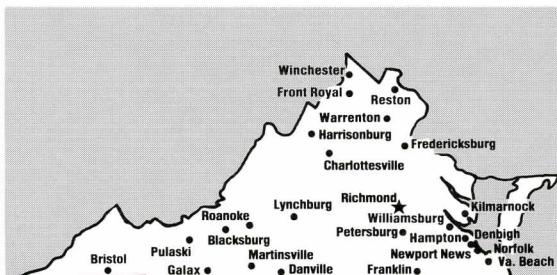 Winchester
Front Royal
Reston
Warrenton
Harrisonburg
Fredericksburg
Charlottesville
Richmond
Lynchburg
Kilmarnock
Williamsburg
Roanoke
Petersburg
Denbigh
Blacksburg
Hampton
Norfolk
Pulaski
Newport News
Bristol
Martinsville
Va. Beach
Galax
Danville
Franklin